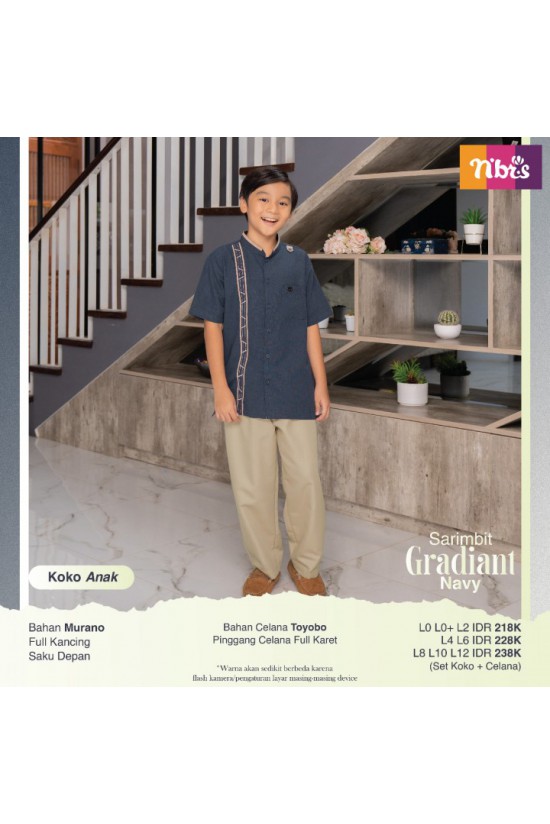 nibr's
Sarimbit
Gradiant
Navy
Koko Anak
Bahan Murano
Full Kancing
Saku Depan
Bahan Celana Toyobo
Pinggang Celana Full Karet
L0 L0+ L2 IDR 218K
L4 L6 IDR 228K
L8 L10 L12 IDR 238K
(Set Koko + Celana)
*Warna akan sedikit berbeda karena
flash kamera/pengaturan layar masing-masing device